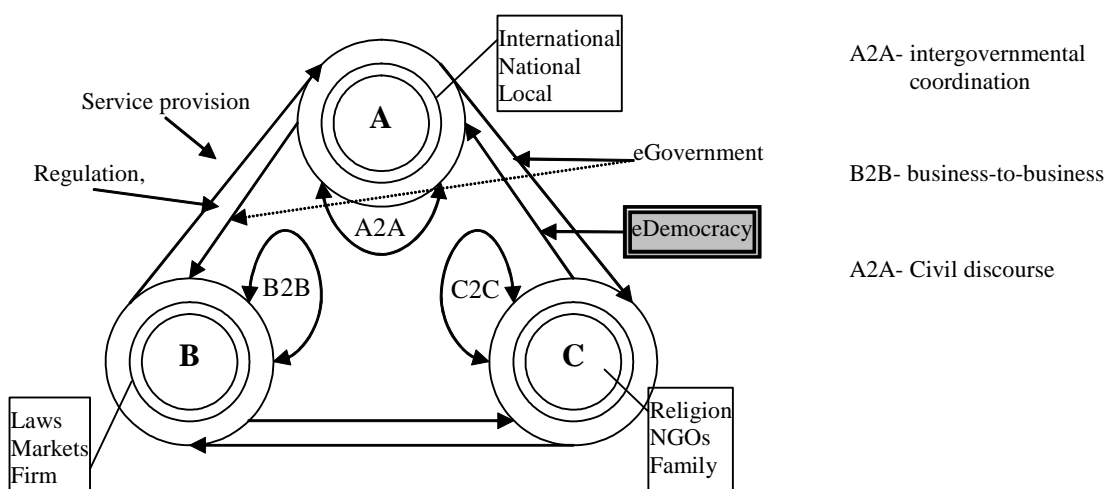 International
National
Local
A
Service provision
Regulation,
eGovernment
A2A
eDemocracy
B2B
C2C
B
C
Laws
Markets
Firm
Religion
NGOs
Family
A2A- intergovernmental
coordination
B2B- business-to-business
A2A- Civil discourse